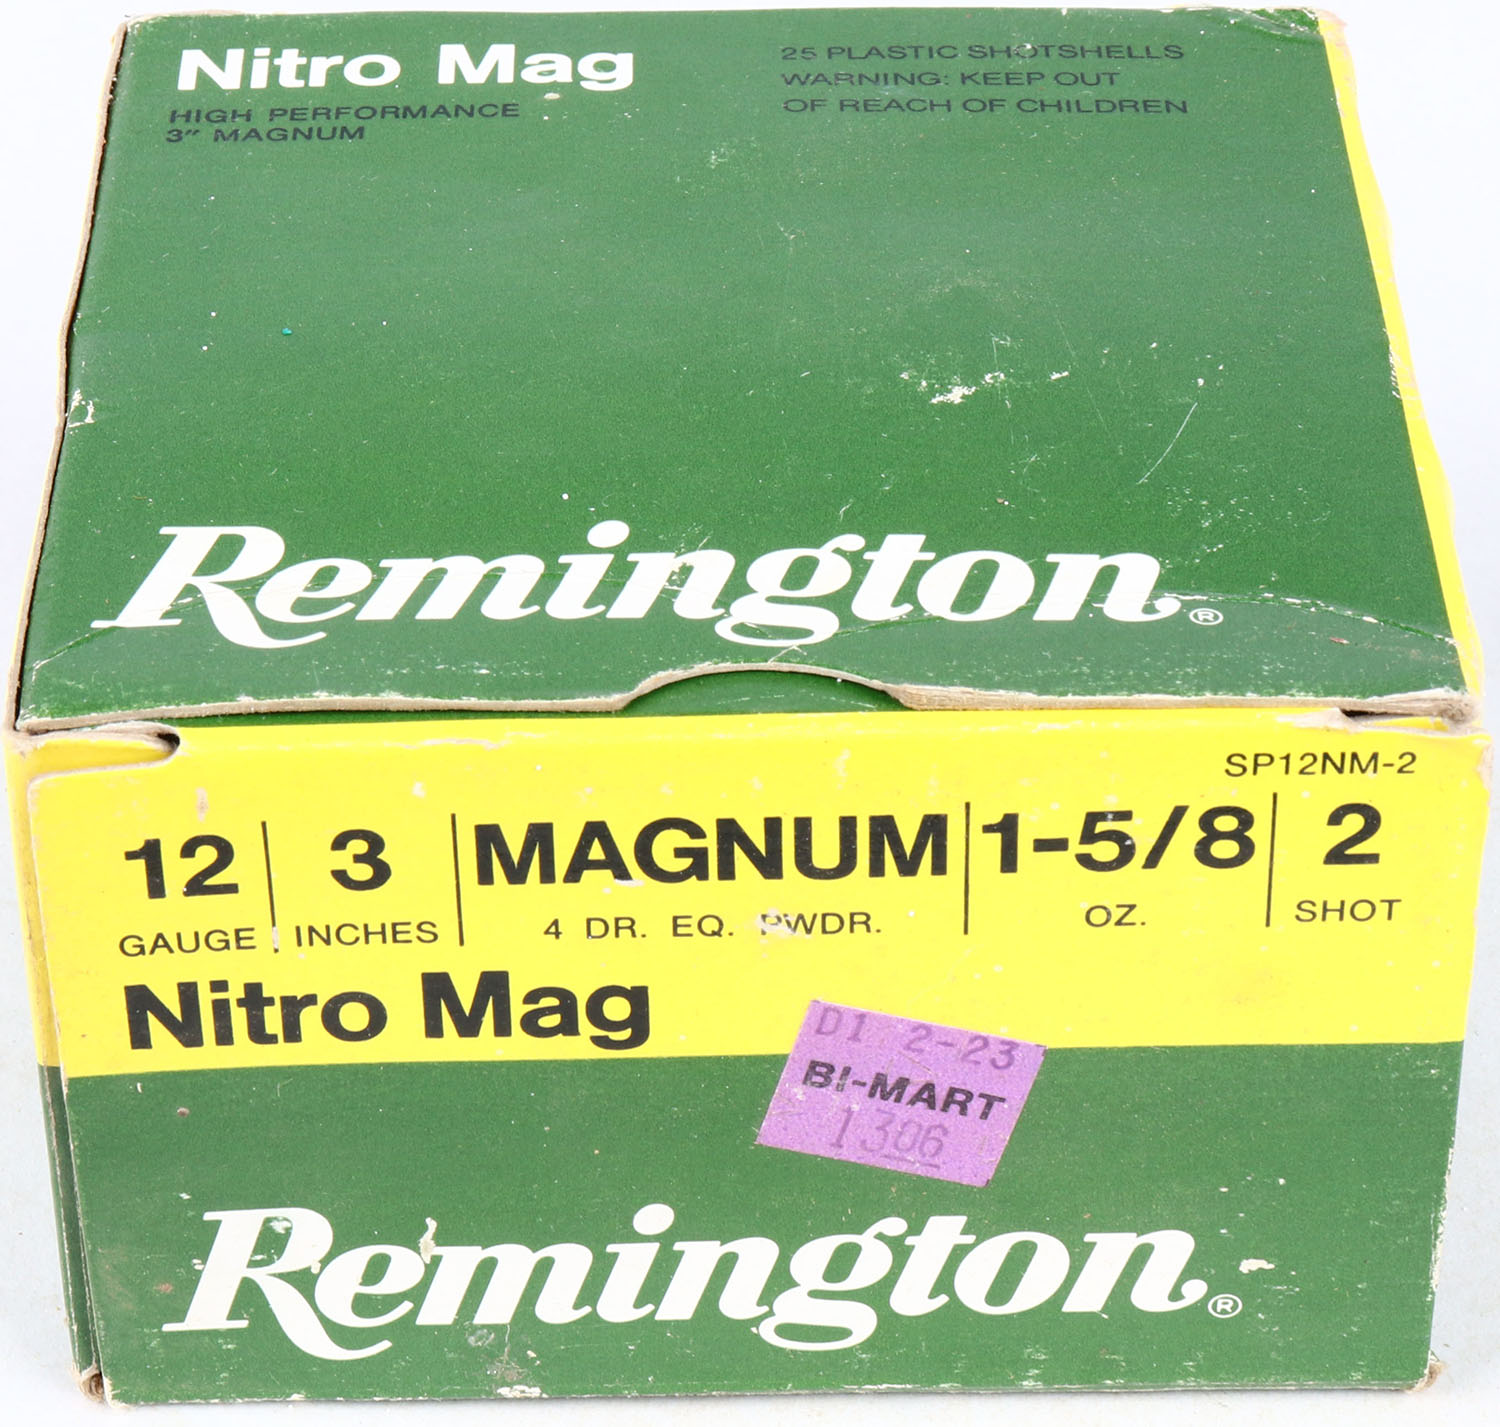 Nitro Mag
HIGH PERFORMANCE
3" MAGNUM
25 PLASTIC SHOTSHELLS
WARNING: KEEP OUT
OF REACH OF CHILDREN
Remington®
SP12NM-2
12 3 MAGNUM 1-5/8 2
GAUGE INCHES 4 DR. EQ. PWDR. OZ. SHOT
Nitro Mag
D1 2-23
BI-MART
1306
Remington®